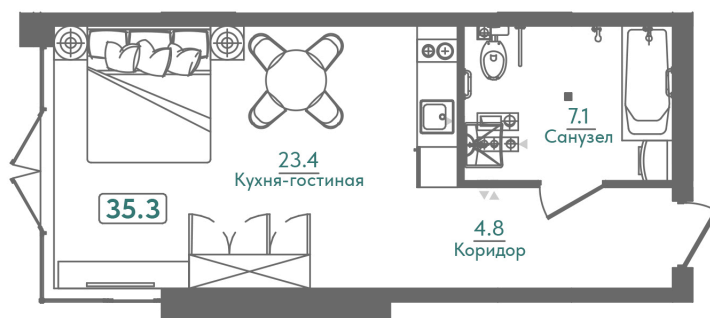 7.1
Санузел
23.4
Кухня-гостиная
35.3
4.8
Коридор